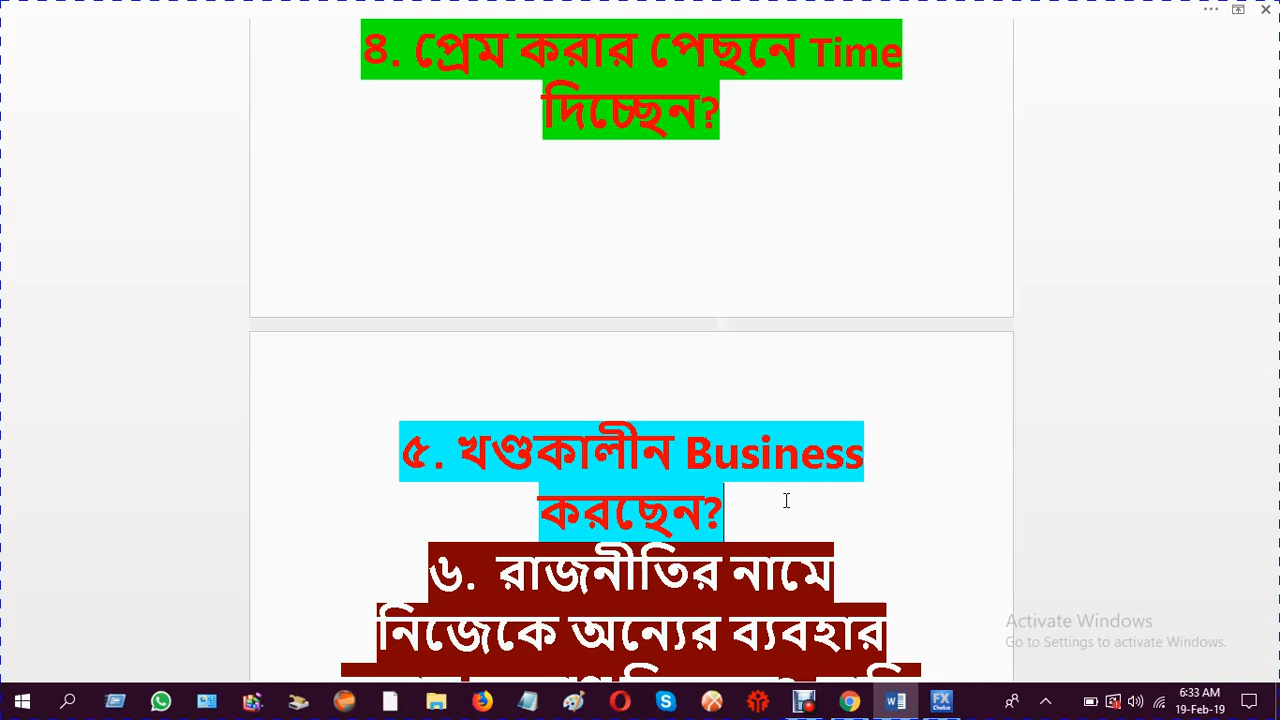 ৪. প্রেম করার পেছনে Time
দিচ্ছেন?
৫. খণ্ডকালীন Business
করছেন?
৬. রাজনীতির নামে
নিজেকে অন্যের ব্যবহার
Activate Windows
Go to Settings to activate Windows.
6:33 AM
19-Feb-19